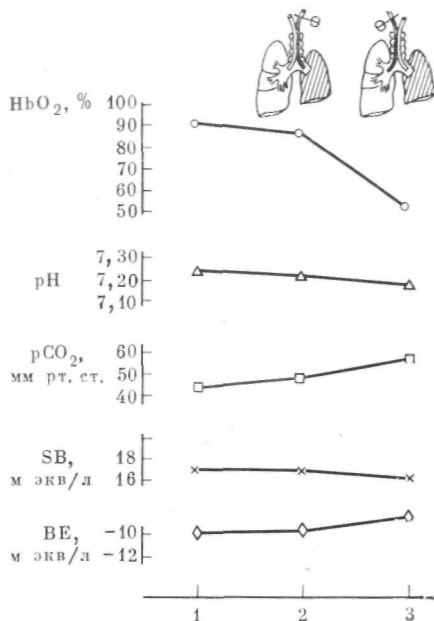 HbO2, %
100
90
80
70
60
50
pH
7,30
7,20
7,10
pCO2,
мм рт. ст.
60
50
40
SB,
м экв/л
18
16
BE,
м экв/л
-10
-12
1 2 3